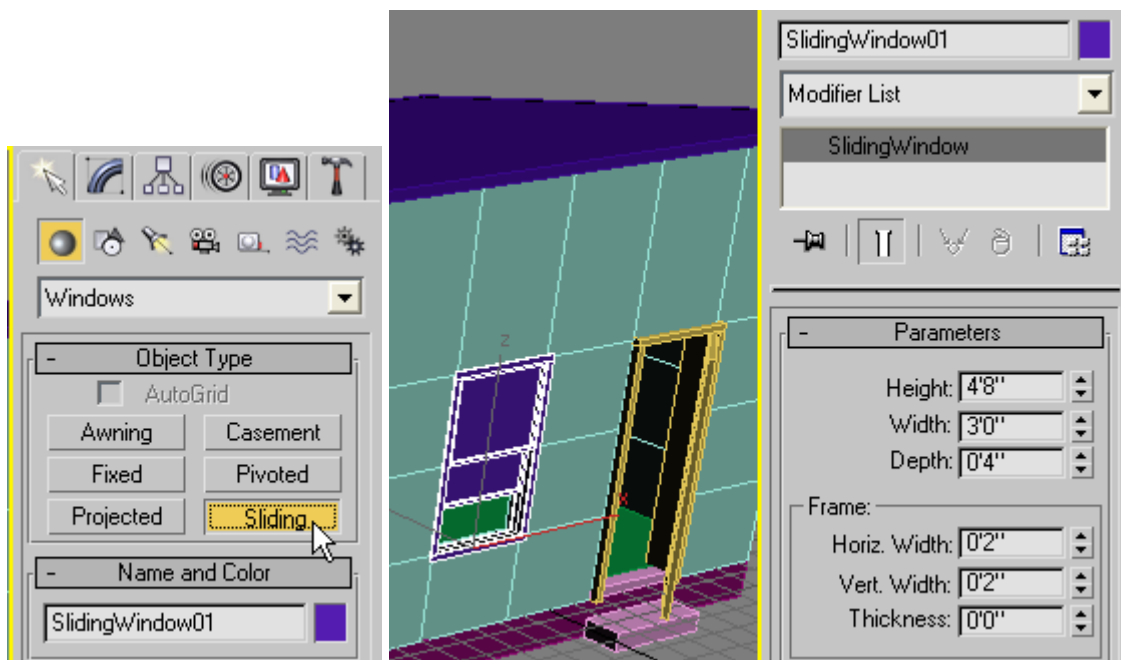 Windows
- Object Type
AutoGrid
Awning Casement
Fixed Pivoted
Projected Sliding
- Name and Color
SlidingWindow01
z
x
SlidingWindow01
Modifier List
SlidingWindow
- Parameters
Height: 4'8"
Width: 3'0"
Depth: 0'4"
Frame:
Horiz. Width: 0'2"
Vert. Width: 0'2"
Thickness: 0'0"